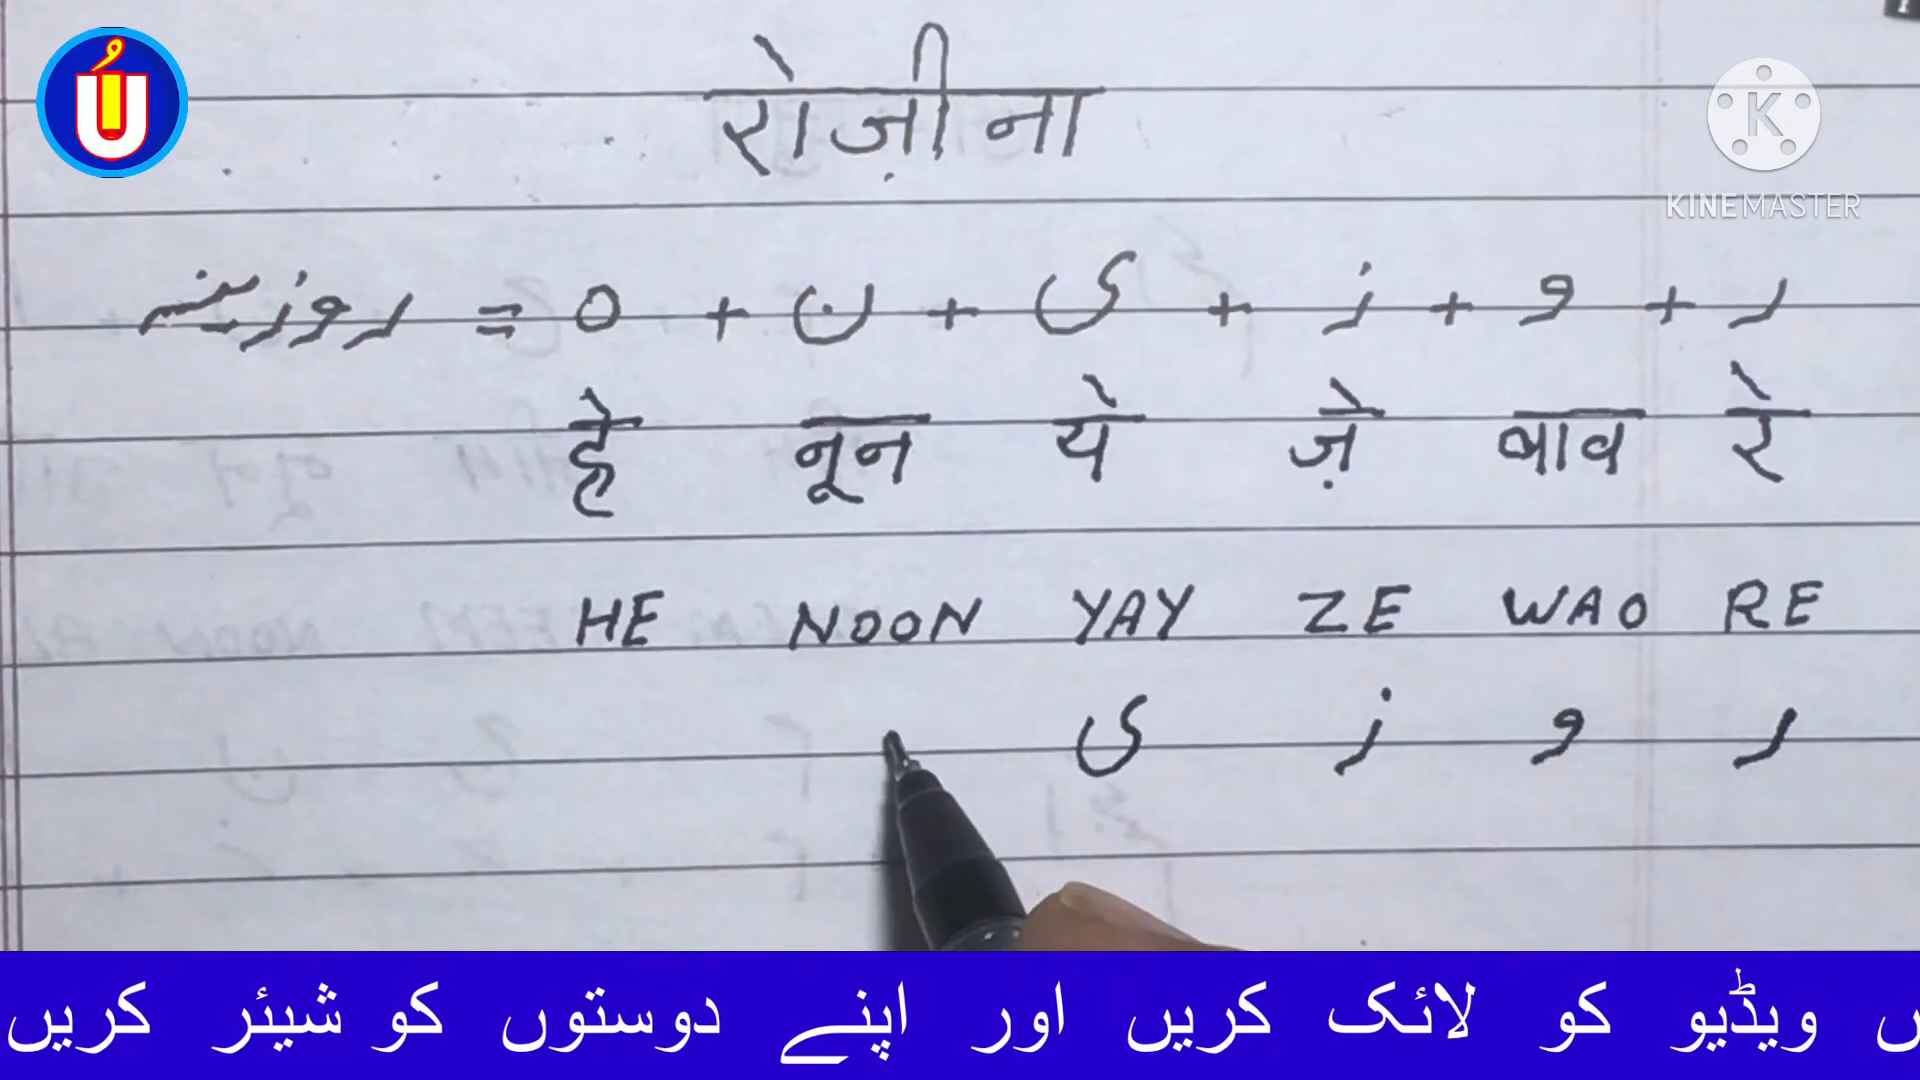 रोज़ीना
KINEMASTER
ر + و + ز + ی + ن + ه = روزینہ
हे नून ये ज़े वाव रे
HE NOON YAY ZE WAO RE
ر و ز ی
ں ویڈیو کو لائک کریں اور اپنے دوستوں کو شیئر کریں